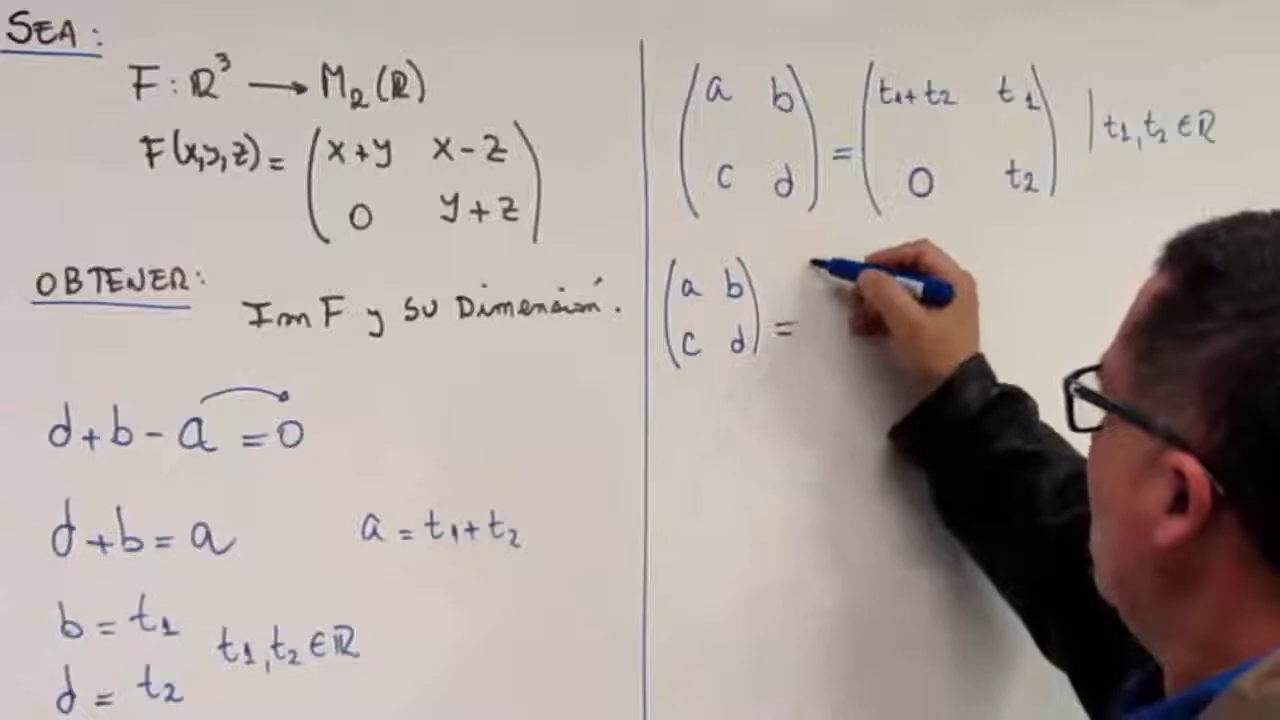 SEA:
F: ℝ³ → M₂(ℝ)
F(x,y,z) = ( x+y x-z
0 y+z )
OBTENER:
Im F y su Dimensión.
d+b-a=0
d+b=a a=t₁+t₂
b=t₁ t₁,t₂∈ℝ
d=t₂
( a b = ( t₁+t₂ t₁ | t₁,t₂∈ℝ
c d ) 0 t₂ )
( a b
c d ) =